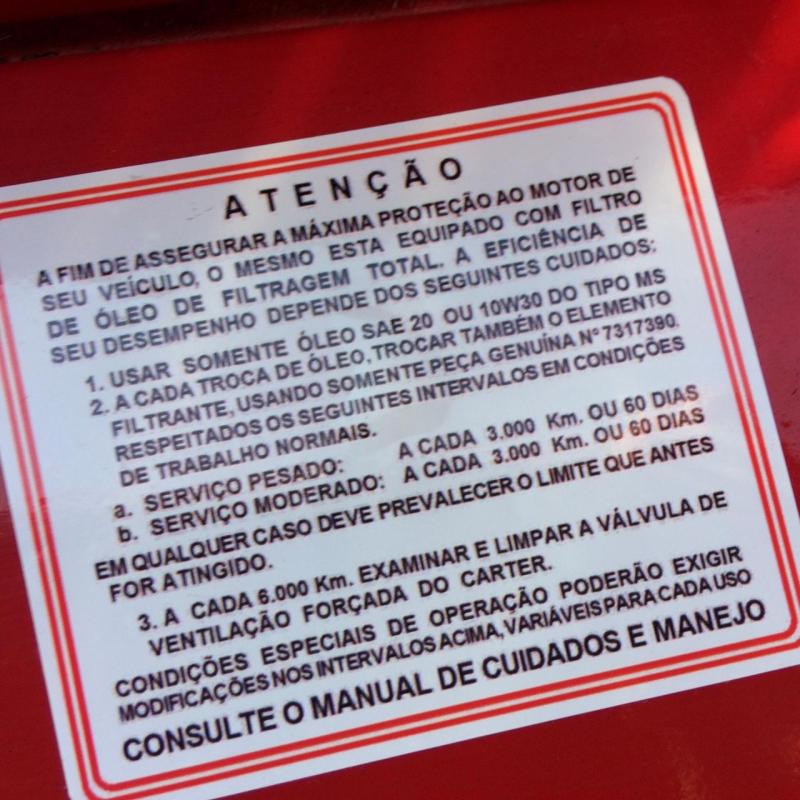 ATENÇÃO
A FIM DE ASSEGURAR A MÁXIMA PROTEÇÃO AO MOTOR DE
SEU VEÍCULO, O MESMO ESTA EQUIPADO COM FILTRO
DE ÓLEO DE FILTRAGEM TOTAL. A EFICIÊNCIA DE
SEU DESEMPENHO DEPENDE DOS SEGUINTES CUIDADOS:
1. USAR SOMENTE ÓLEO SAE 20 OU 10W30 DO TIPO MS
2. A CADA TROCA DE ÓLEO, TROCAR TAMBÉM O ELEMENTO
FILTRANTE, USANDO SOMENTE PEÇA GENUÍNA Nº 7317390.
RESPEITADOS OS SEGUINTES INTERVALOS EM CONDIÇÕES
DE TRABALHO NORMAIS.
a. SERVIÇO PESADO: A CADA 3.000 Km. OU 60 DIAS
b. SERVIÇO MODERADO: A CADA 3.000 Km. OU 60 DIAS
EM QUALQUER CASO DEVE PREVALECER O LIMITE QUE ANTES
FOR ATINGIDO.
3. A CADA 6.000 Km. EXAMINAR E LIMPAR A VÁLVULA DE
VENTILAÇÃO FORÇADA DO CARTER.
CONDIÇÕES ESPECIAIS DE OPERAÇÃO PODERÃO EXIGIR
MODIFICAÇÕES NOS INTERVALOS ACIMA, VARIÁVEIS PARA CADA USO
CONSULTE O MANUAL DE CUIDADOS E MANEJO